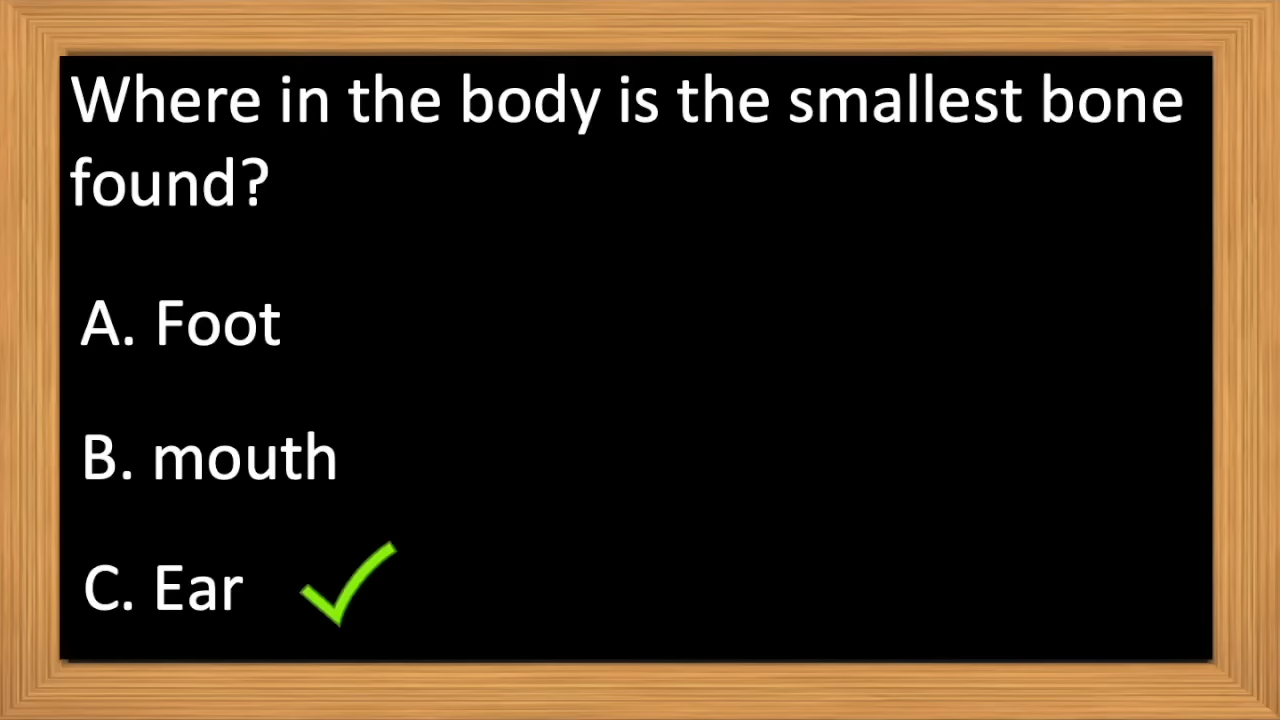 Where in the body is the smallest bone
found?
A. Foot
B. mouth
C. Ear